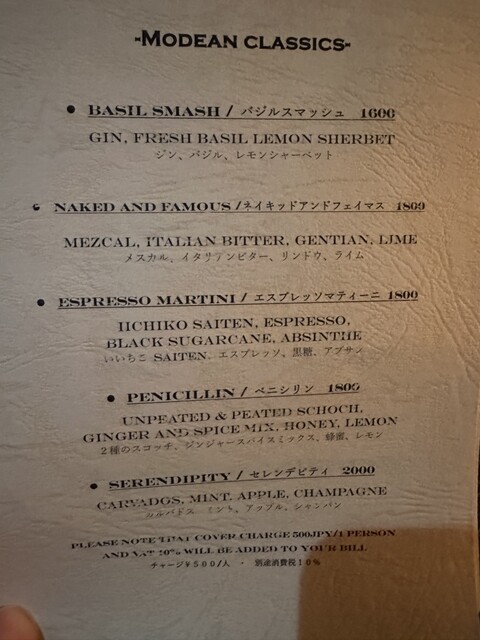 -MODEAN CLASSICS-
BASIL SMASH / バジルスマッシュ 1600
GIN, FRESH BASIL LEMON SHERBET
ジン、バジル、レモンシャーベット
NAKED AND FAMOUS /ネイキッドアンドフェイマス 1800
MEZCAL, ITALIAN BITTER, GENTIAN, LIME
メスカル、イタリアンビター、リンドウ、ライム
ESPRESSO MARTINI / エスプレッソマティーニ 1800
IICHIKO SAITEN, ESPRESSO,
BLACK SUGARCANE, ABSINTHE
いいちこ SAITEN、エスプレッソ、黒糖、アブサン
PENICILLIN / ペニシリン 1800
UNPEATED & PEATED SCHOCH,
GINGER AND SPICE MIX, HONEY, LEMON
2種のスコッチ、ジンジャースパイスミックス、蜂蜜、レモン
SERENDIPITY / セレンデピティ 2000
CARVADOS, MINT, APPLE, CHAMPAGNE
カルバドス ミント、アップル、シャンパン
PLEASE NOTE THAT COVER CHARGE 500JPY/1 PERSON
AND VAT 10% WILL BE ADDED TO YOUR BILL
チャージ¥500/人 ・ 別途消費税10%